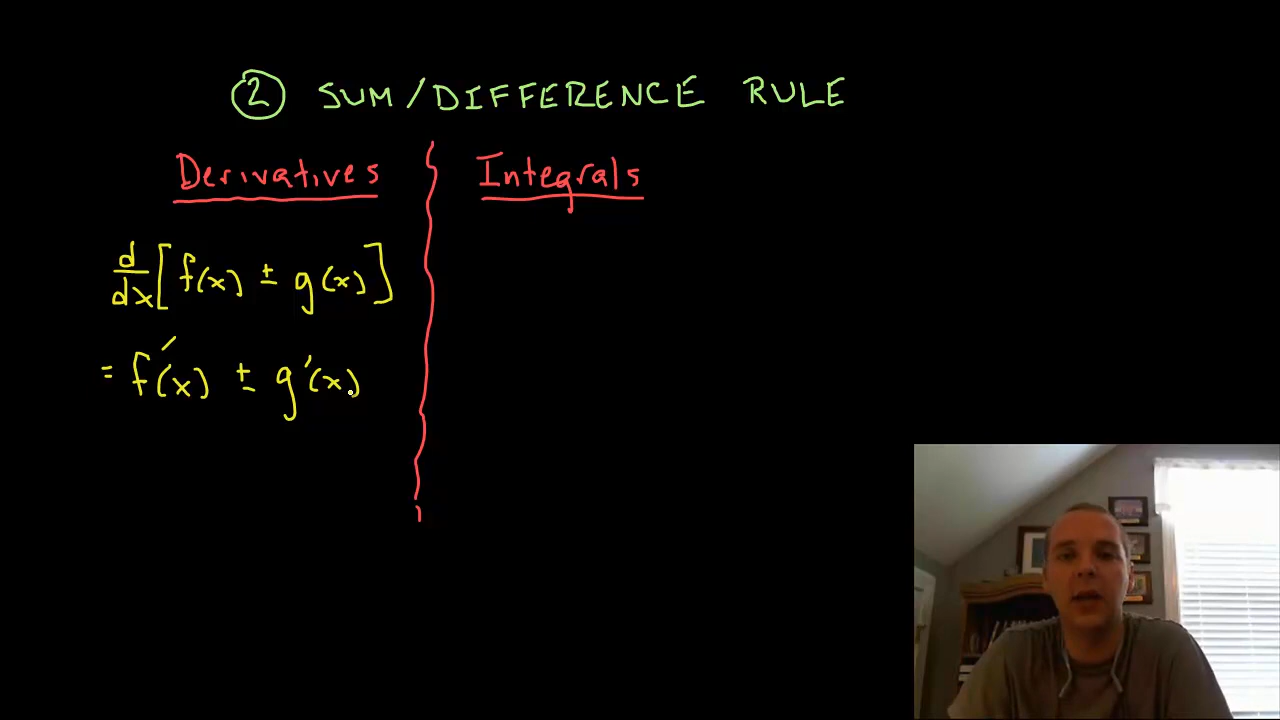 ② SUM/DIFFERENCE RULE
Derivatives
d/dx [f(x) ± g(x)]
= f'(x) ± g'(x)
Integrals